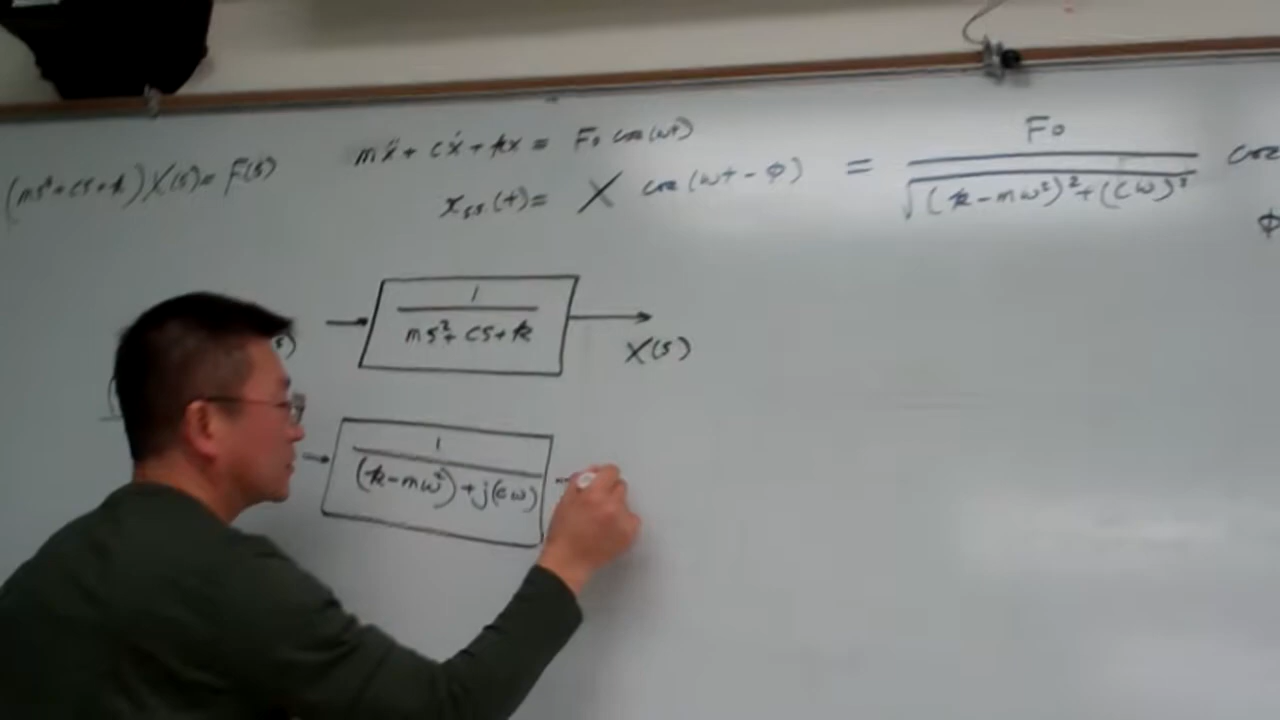 mẍ + cẋ + kx = F₀ cos(ωt)
(ms²+cs+k) X(s) = F(s)
x_ss(t) = X cos(ωt - φ) = F₀ / √((k-mω²)² + (cω)²) cos
φ
1 / (ms² + cs + k)
X(s)
1 / ((k-mω²) + j(cω))